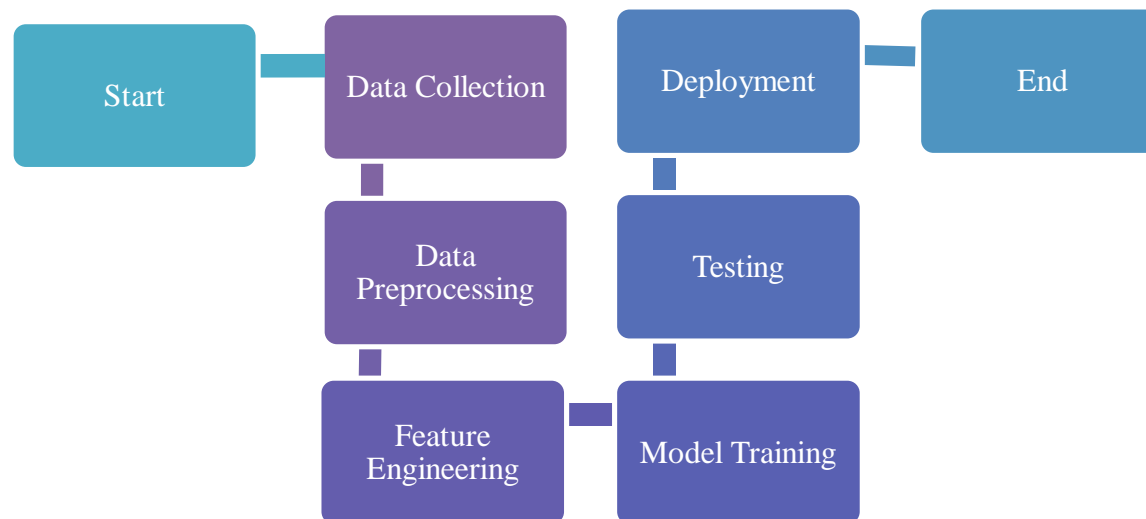 Start
Data Collection
Data
Preprocessing
Feature
Engineering
Model Training
Testing
Deployment
End